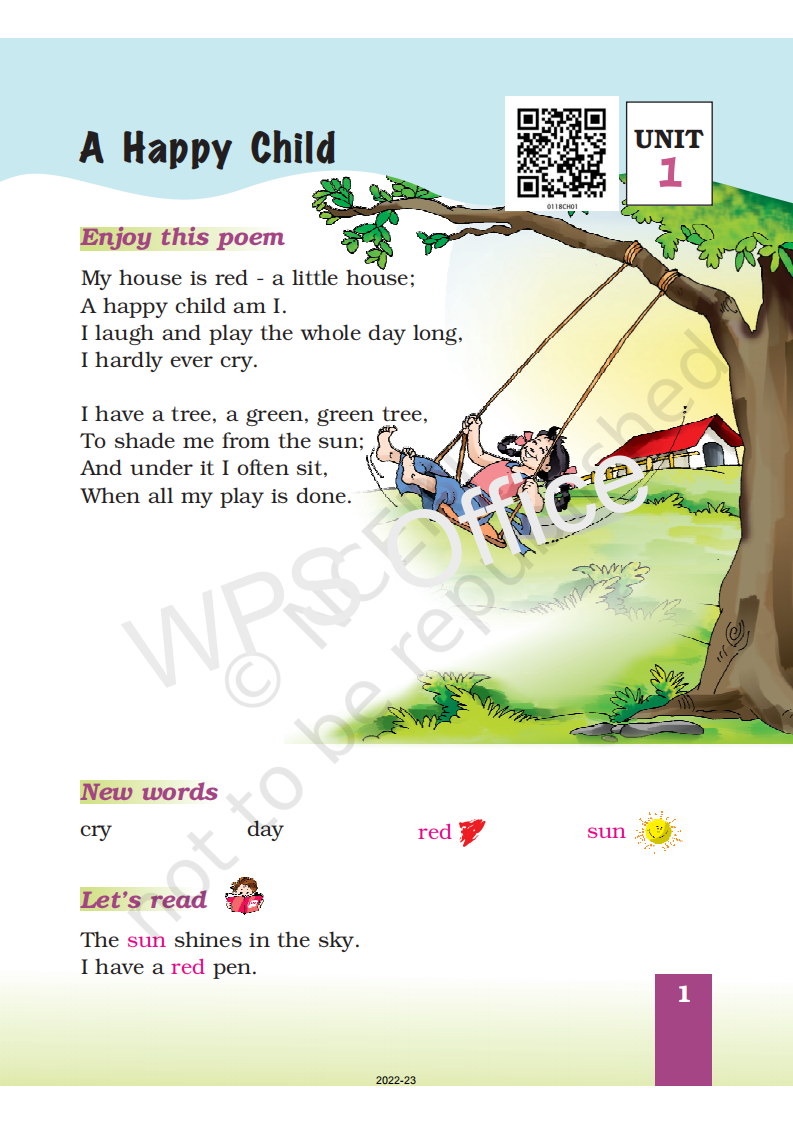 A Happy Child
0118CH01
UNIT
1
Enjoy this poem
My house is red - a little house;
A happy child am I.
I laugh and play the whole day long,
I hardly ever cry.
I have a tree, a green, green tree,
To shade me from the sun;
And under it I often sit,
When all my play is done.
WPS Office
© NCERT
not to be republished
New words
cry
day
red
sun
Let's read
The sun shines in the sky.
I have a red pen.
1
2022-23